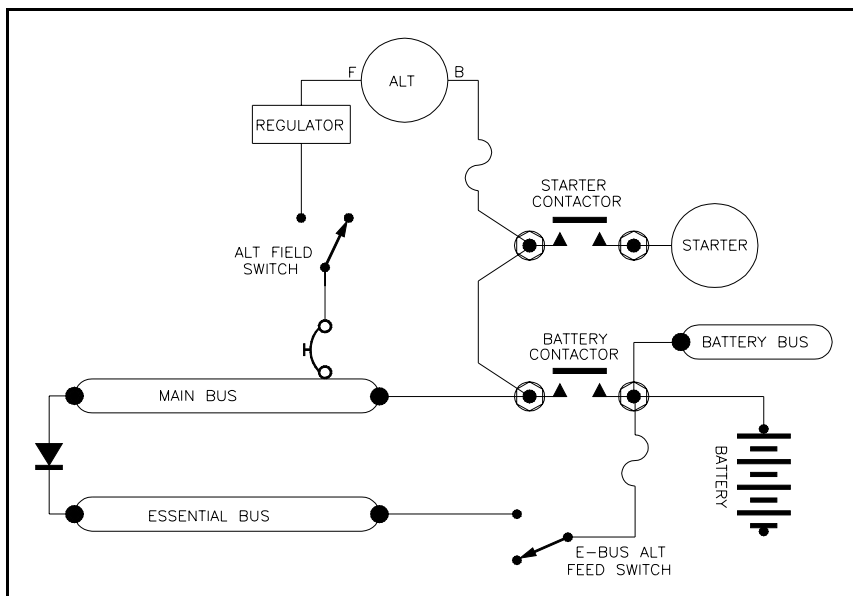 F
ALT
B
REGULATOR
STARTER
CONTACTOR
ALT FIELD
SWITCH
STARTER
BATTERY
CONTACTOR
BATTERY BUS
MAIN BUS
BATTERY
ESSENTIAL BUS
E-BUS ALT
FEED SWITCH